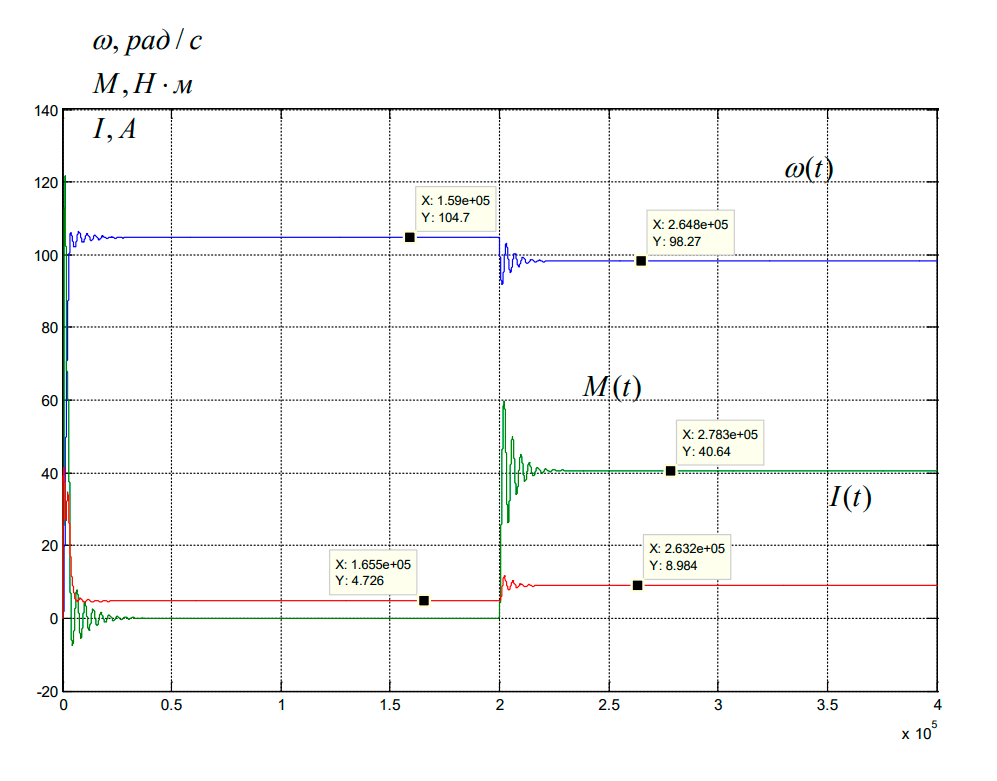 ω, рад / с
M, H · м
I, A
140
120
100
80
60
40
20
0
-20
ω(t)
X: 1.59e+05
Y: 104.7
X: 2.648e+05
Y: 98.27
M(t)
X: 2.783e+05
Y: 40.64
I(t)
X: 1.655e+05
Y: 4.726
X: 2.632e+05
Y: 8.984
0 0.5 1 1.5 2 2.5 3 3.5 4
x 10⁵